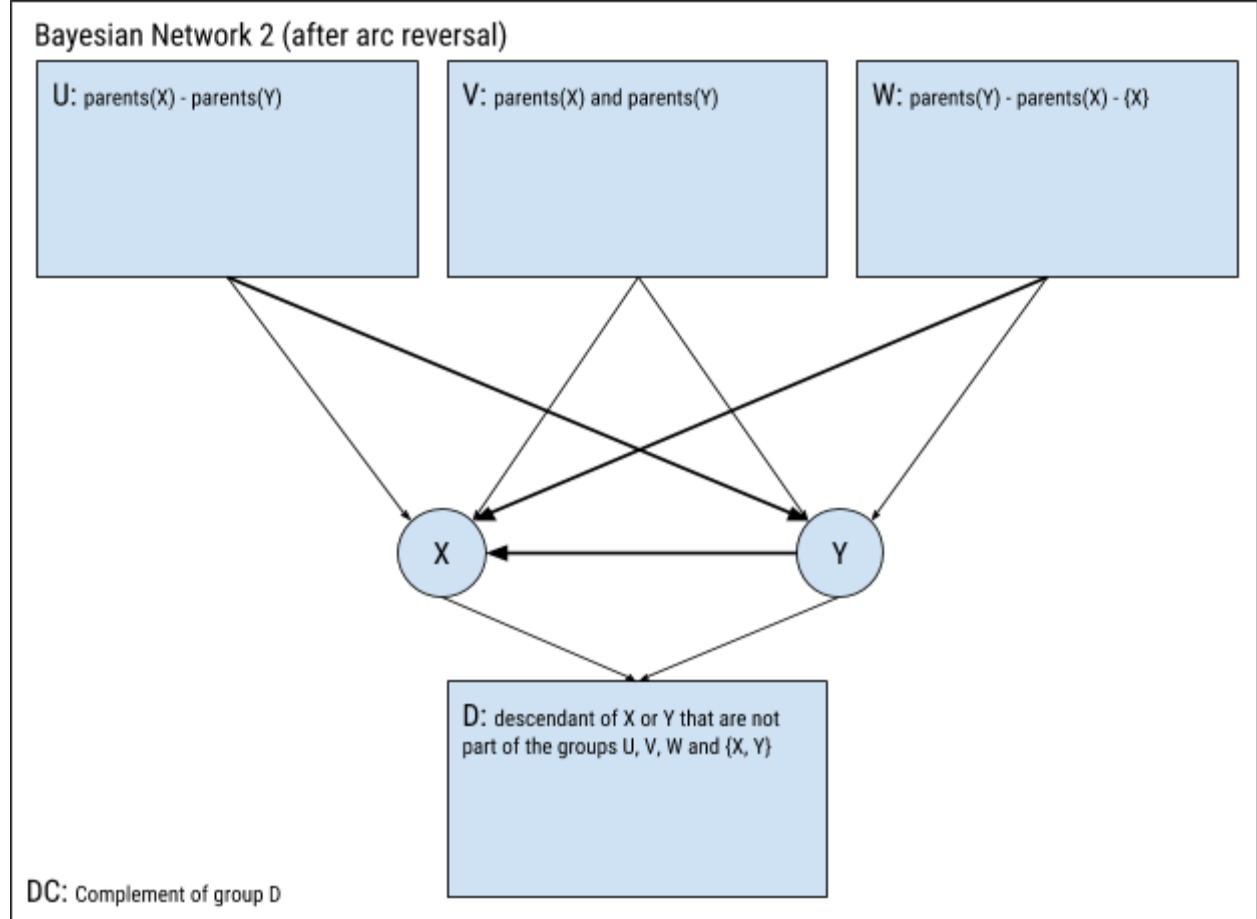 Bayesian Network 2 (after arc reversal)
U: parents(X) - parents(Y)
V: parents(X) and parents(Y)
W: parents(Y) - parents(X) - {X}
X
Y
D: descendant of X or Y that are not
part of the groups U, V, W and {X, Y}
DC: Complement of group D